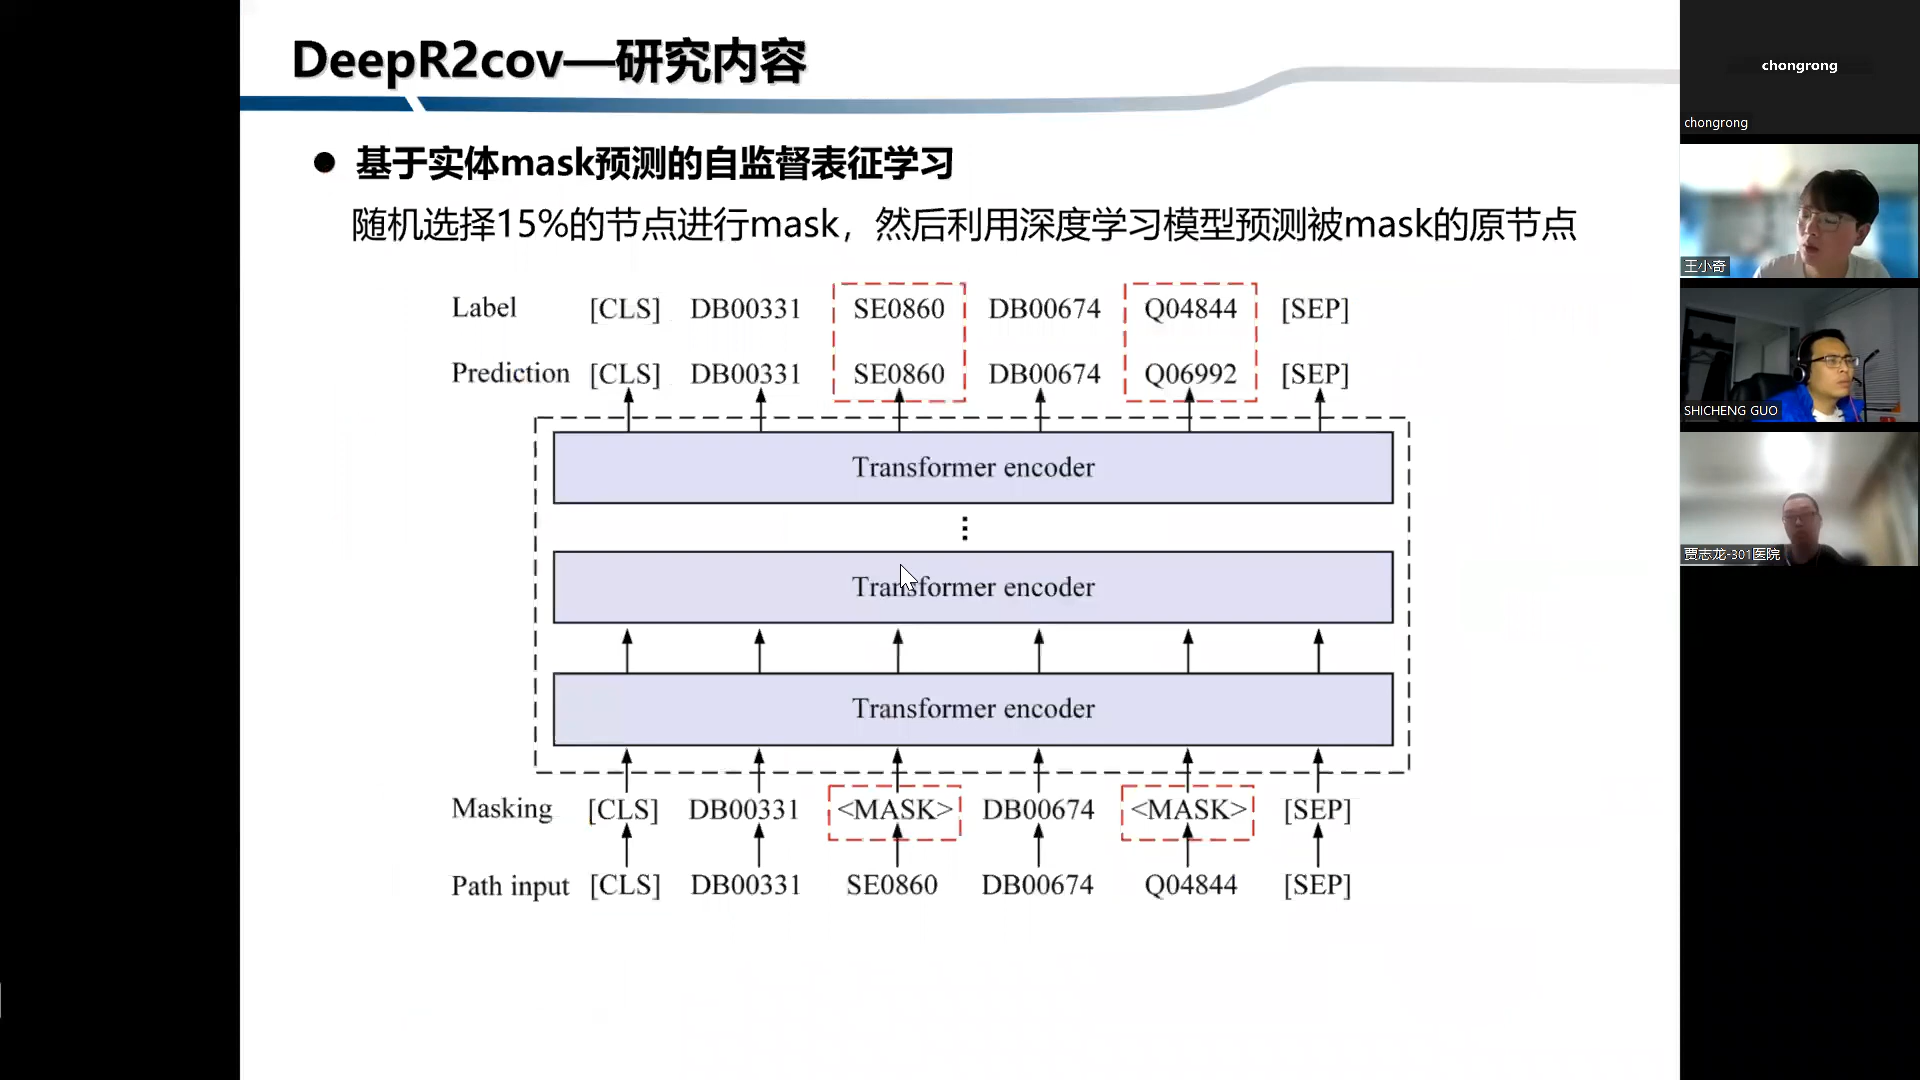 DeepR2cov—研究内容
● 基于实体mask预测的自监督表征学习
随机选择15%的节点进行mask，然后利用深度学习模型预测被mask的原节点
Label [CLS] DB00331 SE0860 DB00674 Q04844 [SEP]
Prediction [CLS] DB00331 SE0860 DB00674 Q06992 [SEP]
Transformer encoder
⋮
Transformer encoder
Transformer encoder
Masking [CLS] DB00331 <MASK> DB00674 <MASK> [SEP]
Path input [CLS] DB00331 SE0860 DB00674 Q04844 [SEP]
chongrong
chongrong
王小奇
SHICHENG GUO
贾志龙-301医院